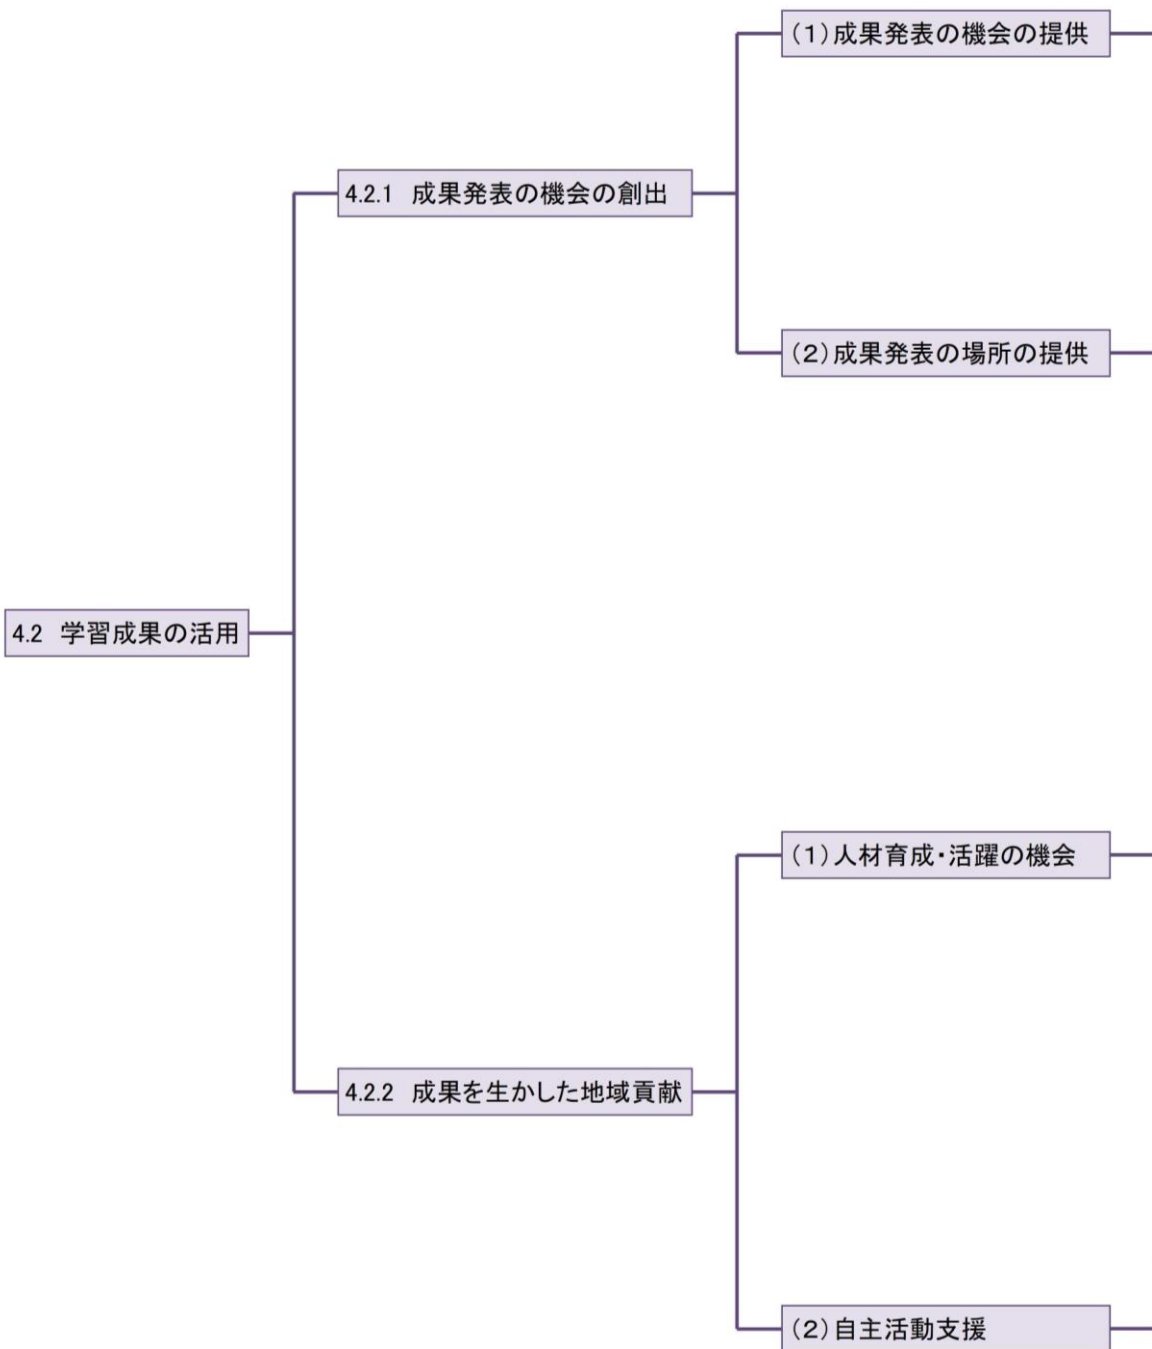 (1)成果発表の機会の提供
4.2.1 成果発表の機会の創出
(2)成果発表の場所の提供
4.2 学習成果の活用
(1)人材育成・活躍の機会
4.2.2 成果を生かした地域貢献
(2)自主活動支援